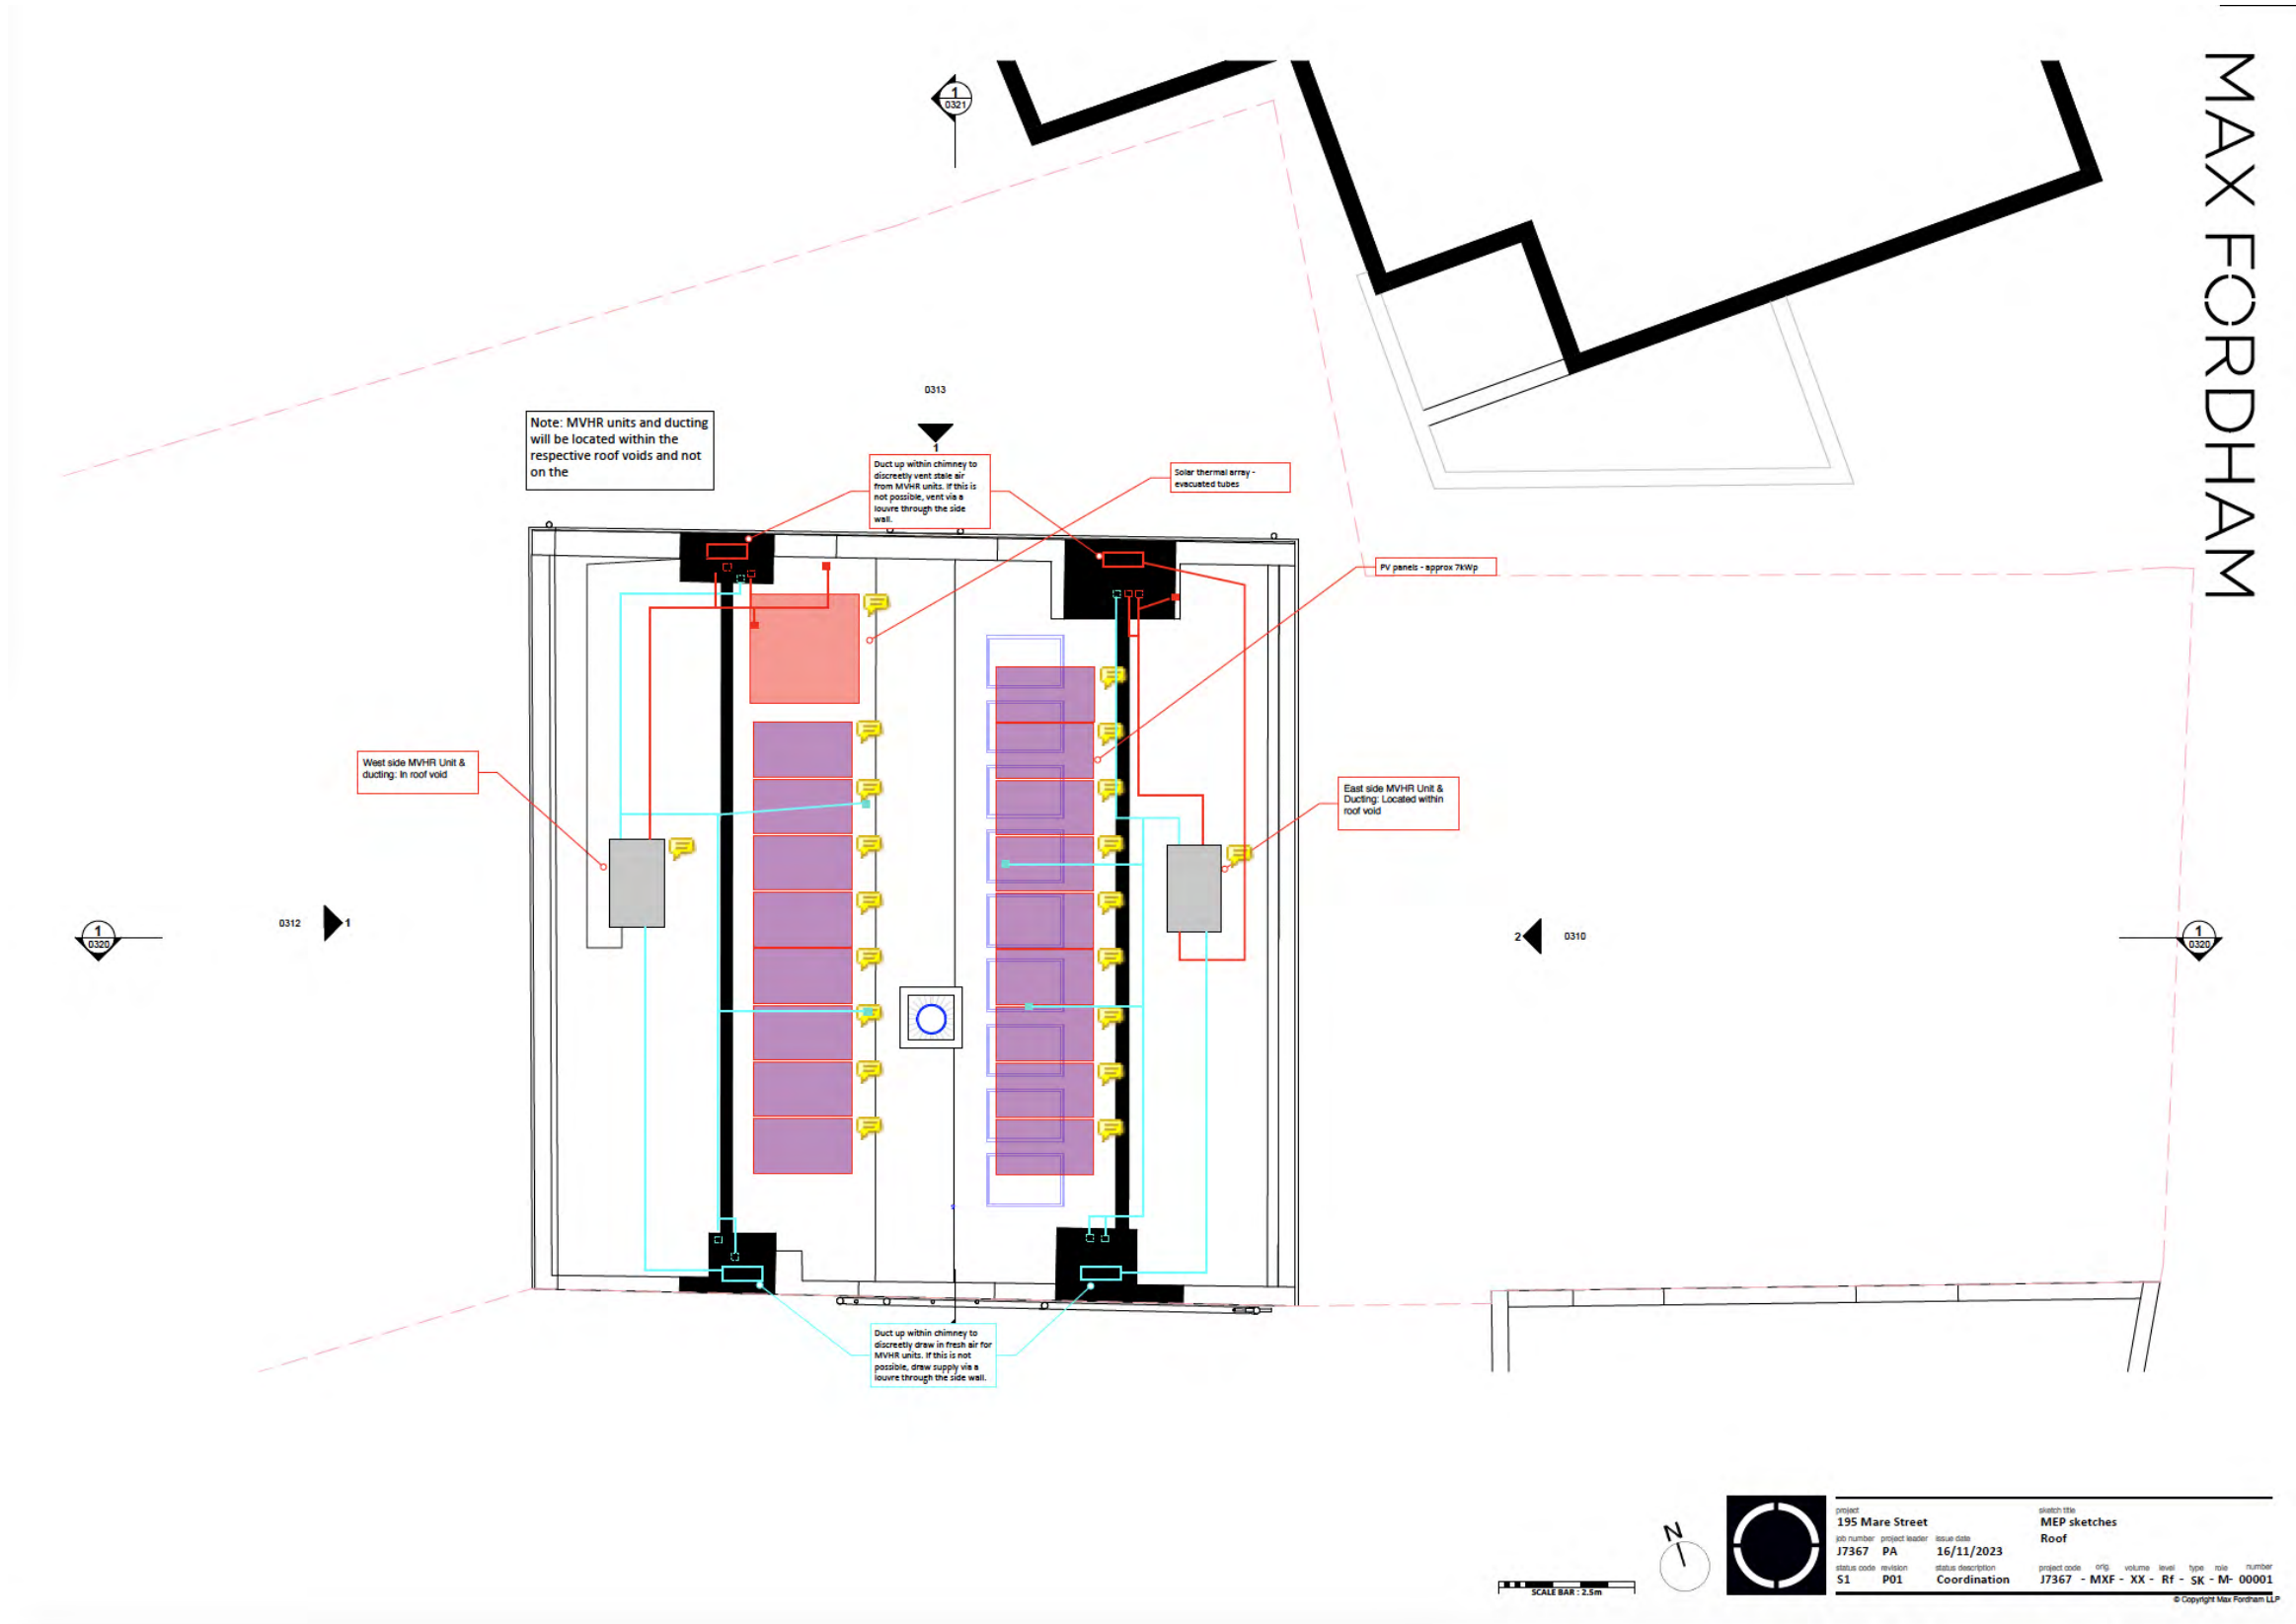 MAX FORDHAM
1
0321
0313
1
Note: MVHR units and ducting
will be located within the
respective roof voids and not
on the
Duct up within chimney to
discreetly vent stale air
from MVHR units. If this is
not possible, vent via a
louvre through the side
wall.
Solar thermal array -
evacuated tubes
PV panels - approx 7kWp
West side MVHR Unit &
ducting: In roof void
East side MVHR Unit &
Ducting: Located within
roof void
1
0320
0312
1
2
0310
1
0320
Duct up within chimney to
discreetly draw in fresh air for
MVHR units. If this is not
possible, draw supply via a
louvre through the side wall.
SCALE BAR : 2.5m
N
project
195 Mare Street
sketch title
MEP sketches
Roof
job number project leader issue date
J7367 PA 16/11/2023
status code revision status description
S1 P01 Coordination
project code orig. volume level type role number
J7367 - MXF - XX - Rf - SK - M- 00001
© Copyright Max Fordham LLP